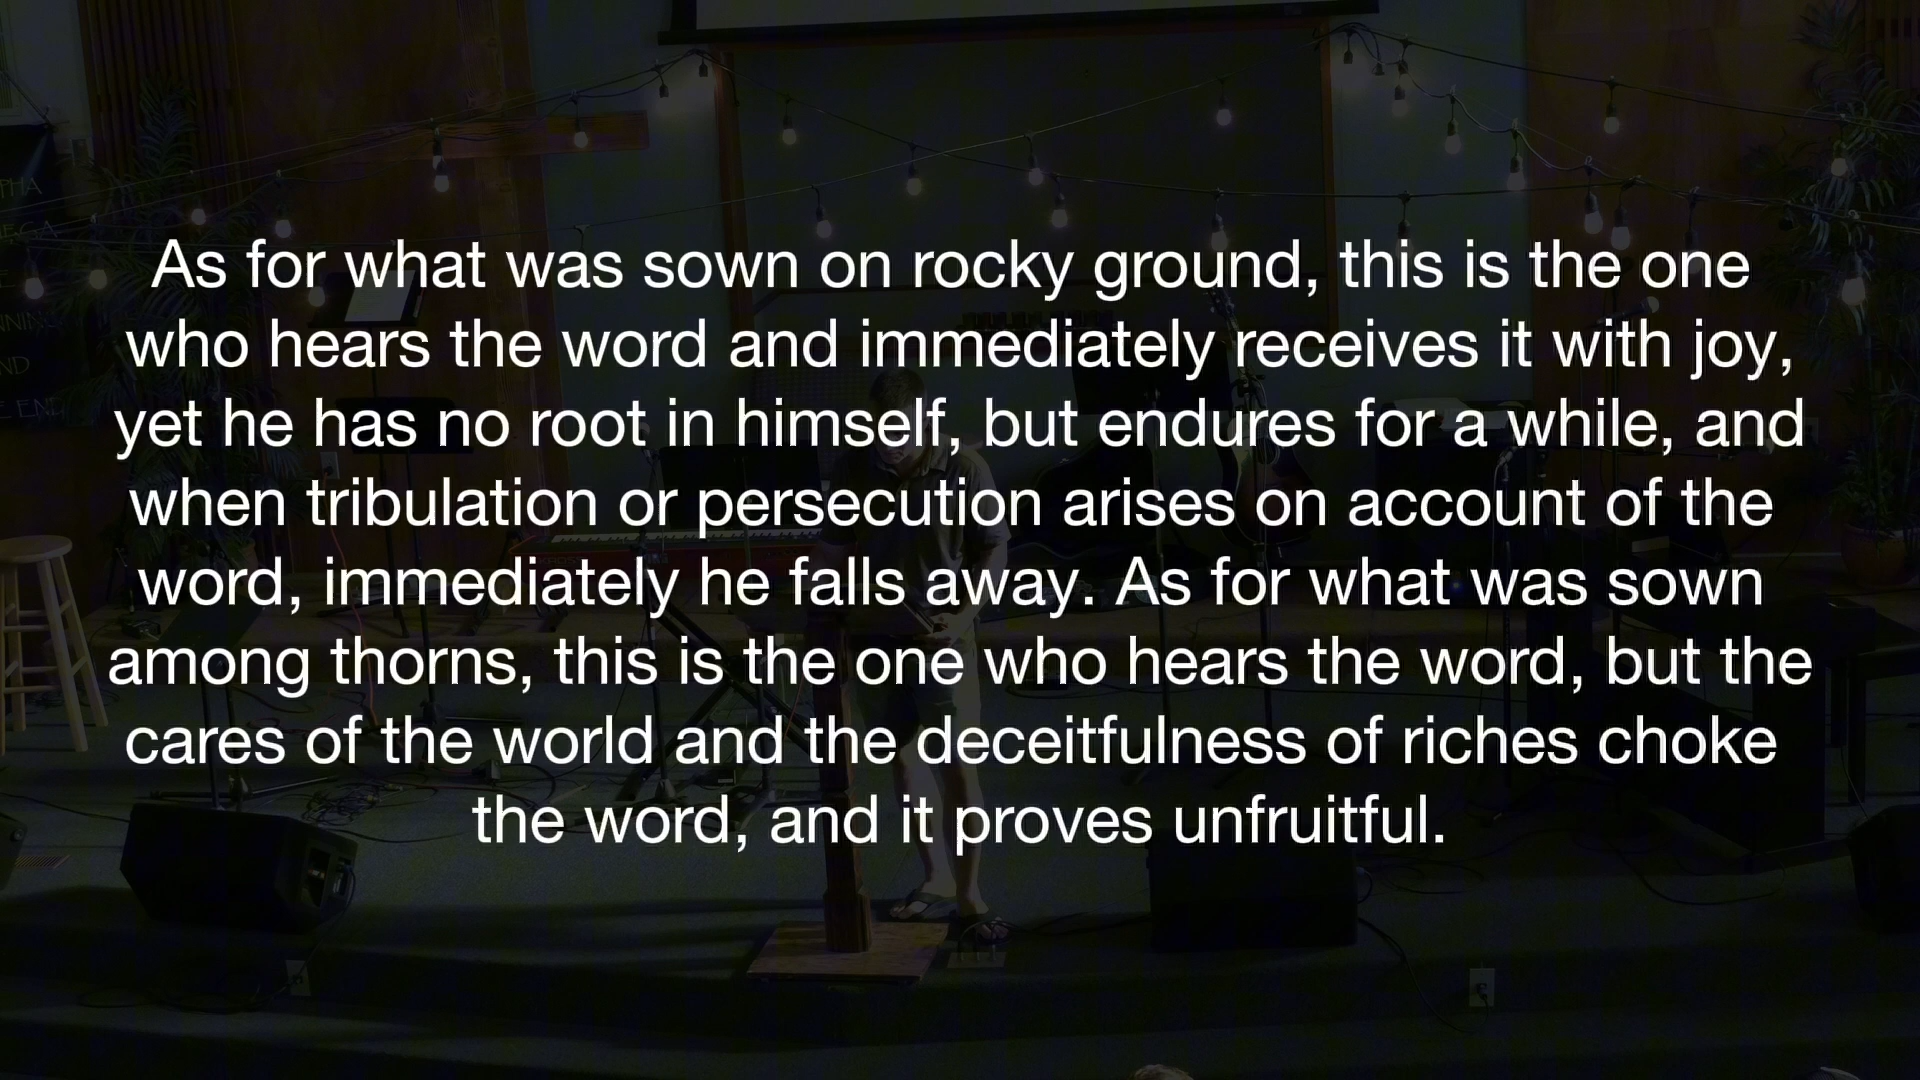 As for what was sown on rocky ground, this is the one
who hears the word and immediately receives it with joy,
yet he has no root in himself, but endures for a while, and
when tribulation or persecution arises on account of the
word, immediately he falls away. As for what was sown
among thorns, this is the one who hears the word, but the
cares of the world and the deceitfulness of riches choke
the word, and it proves unfruitful.